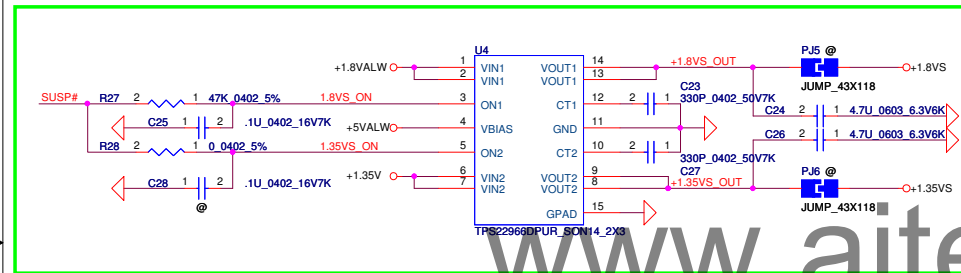 U4
PJ5 @
+1.8VALW
1
2
VIN1
VIN1
VOUT1
VOUT1
14
13
+1.8VS_OUT
+1.8VS
JUMP_43X118
SUSP#
R27 2 1 47K_0402_5%
1.8VS_ON
3
ON1
CT1
12
2 1
C23
330P_0402_50V7K
C24 2 1 4.7U_0603_6.3V6K
C25 1 2 .1U_0402_16V7K
+5VALW
4
VBIAS
GND
11
C26
2 1 4.7U_0603_6.3V6K
R28
2 1 0_0402_5%
1.35VS_ON
5
ON2
CT2
10
2 1
330P_0402_50V7K
C27
+1.35V
6
7
VIN2
VIN2
VOUT2
VOUT2
9
8
+1.35VS_OUT
PJ6 @
+1.35VS
JUMP_43X118
C28 1 2 .1U_0402_16V7K
@
GPAD
15
TPS22966DPUR_SON14_2X3
www.aite